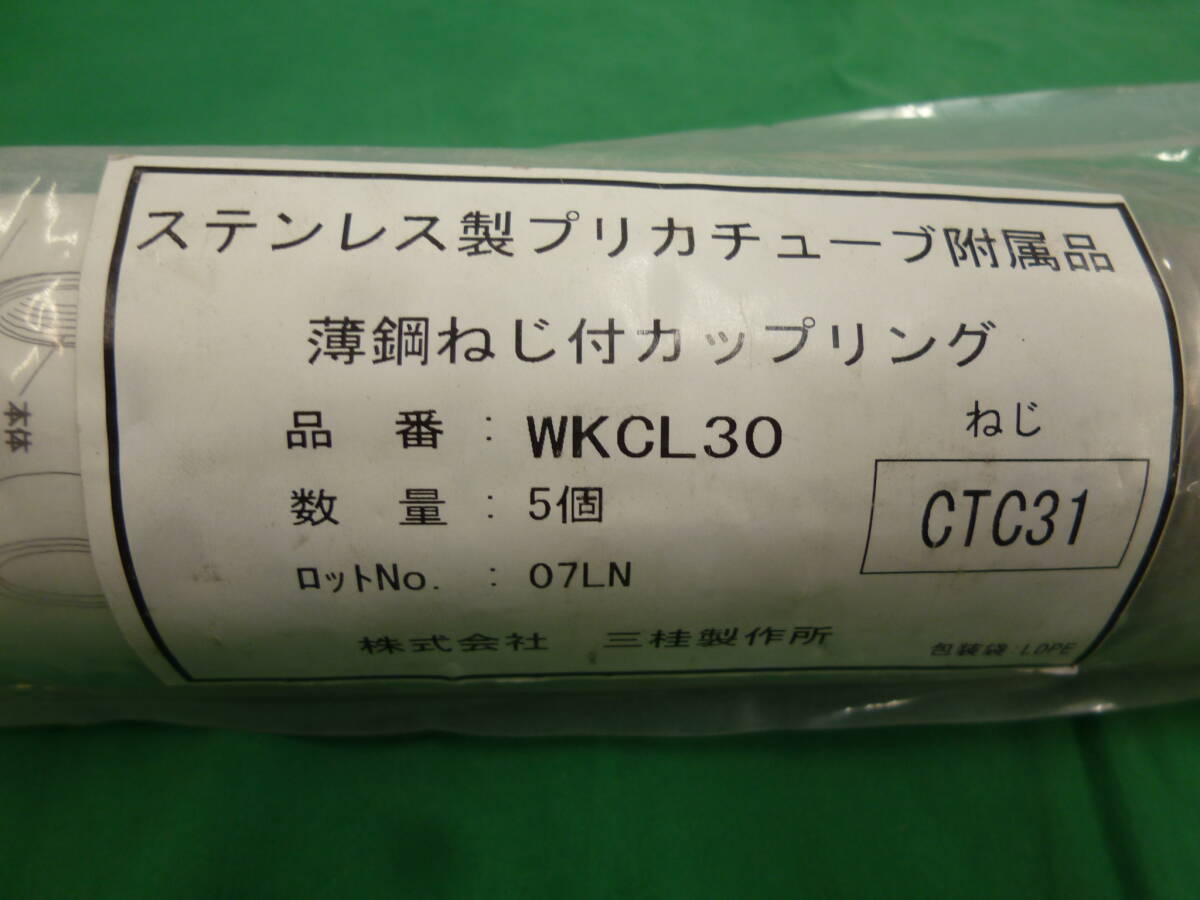 ステンレス製プリカチューブ附属品
薄鋼ねじ付カップリング
品 番 : WKCL30
ねじ
数 量 : 5個
CTC31
ロットNo. : 07LN
株式会社 三桂製作所
包装袋:LDPE
本体